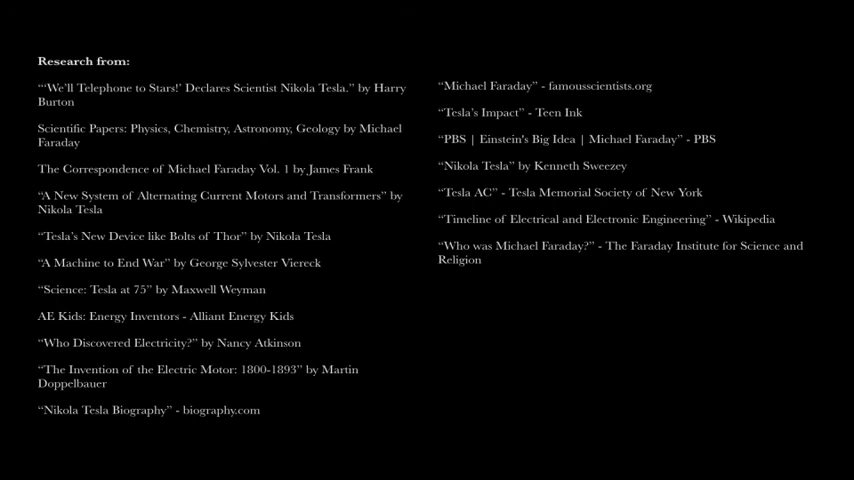 Research from:
“‘We’ll Telephone to Stars!’ Declares Scientist Nikola Tesla.” by Harry
Burton
Scientific Papers: Physics, Chemistry, Astronomy, Geology by Michael
Faraday
The Correspondence of Michael Faraday Vol. 1 by James Frank
“A New System of Alternating Current Motors and Transformers” by
Nikola Tesla
“Tesla’s New Device like Bolts of Thor” by Nikola Tesla
“A Machine to End War” by George Sylvester Viereck
“Science: Tesla at 75” by Maxwell Weyman
AE Kids: Energy Inventors - Alliant Energy Kids
“Who Discovered Electricity?” by Nancy Atkinson
“The Invention of the Electric Motor: 1800-1893” by Martin
Doppelbauer
“Nikola Tesla Biography” - biography.com
“Michael Faraday” - famousscientists.org
“Tesla’s Impact” - Teen Ink
“PBS | Einstein's Big Idea | Michael Faraday” - PBS
“Nikola Tesla” by Kenneth Sweezey
“Tesla AC” - Tesla Memorial Society of New York
“Timeline of Electrical and Electronic Engineering” - Wikipedia
“Who was Michael Faraday?” - The Faraday Institute for Science and
Religion